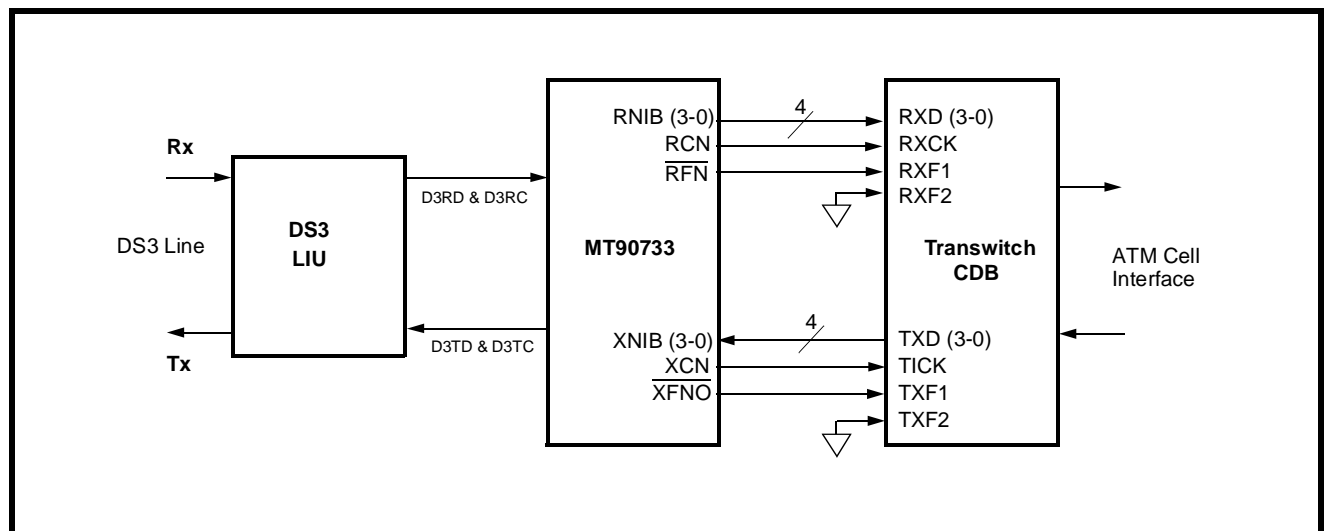 Rx
DS3 Line
Tx
DS3
LIU
D3RD & D3RC
D3TD & D3TC
RNIB (3-0)
RCN
RFN
MT90733
XNIB (3-0)
XCN
XFNO
4
4
RXD (3-0)
RXCK
RXF1
RXF2
Transwitch
CDB
TXD (3-0)
TICK
TXF1
TXF2
ATM Cell
Interface